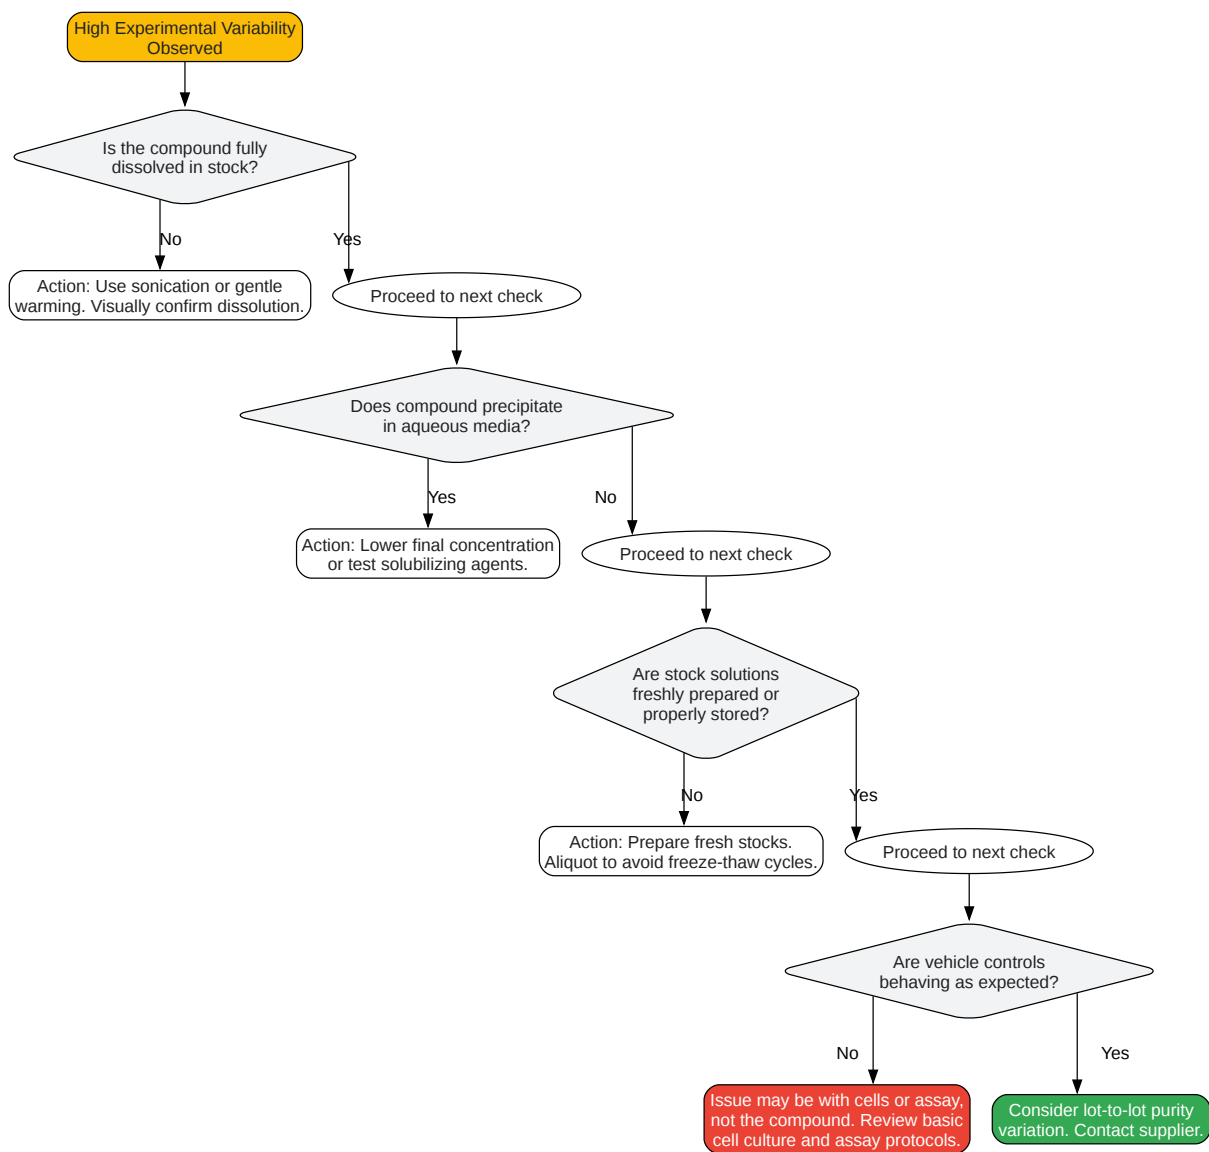 High Experimental Variability
Observed
Is the compound fully
dissolved in stock?
No
Yes
Action: Use sonication or gentle
warming. Visually confirm dissolution.
Proceed to next check
Does compound precipitate
in aqueous media?
Yes
No
Action: Lower final concentration
or test solubilizing agents.
Proceed to next check
Are stock solutions
freshly prepared or
properly stored?
No
Yes
Action: Prepare fresh stocks.
Aliquot to avoid freeze-thaw cycles.
Proceed to next check
Are vehicle controls
behaving as expected?
No
Yes
Issue may be with cells or assay,
not the compound. Review basic
cell culture and assay protocols.
Consider lot-to-lot purity
variation. Contact supplier.